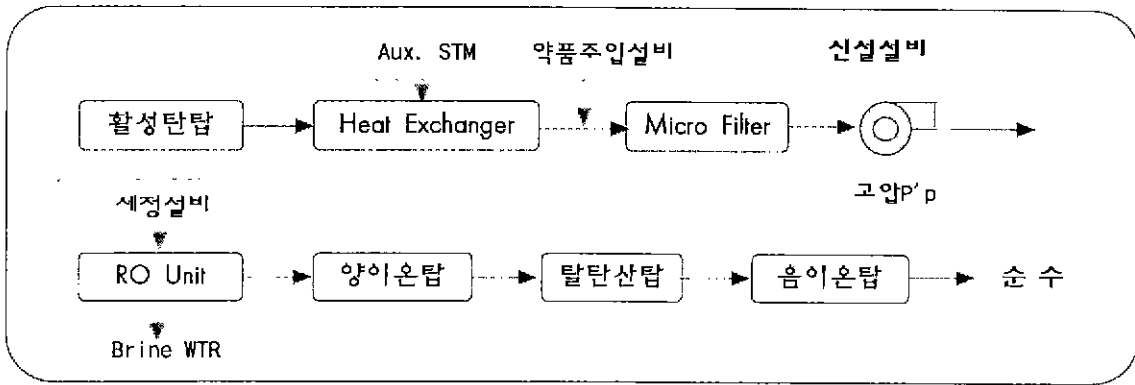 Aux. STM 약품주입설비 신설설비
활성탄탑 Heat Exchanger Micro Filter
고압P'p
세정설비
RO Unit 양이온탑 탈탄산탑 음이온탑 순 수
Brine WTR